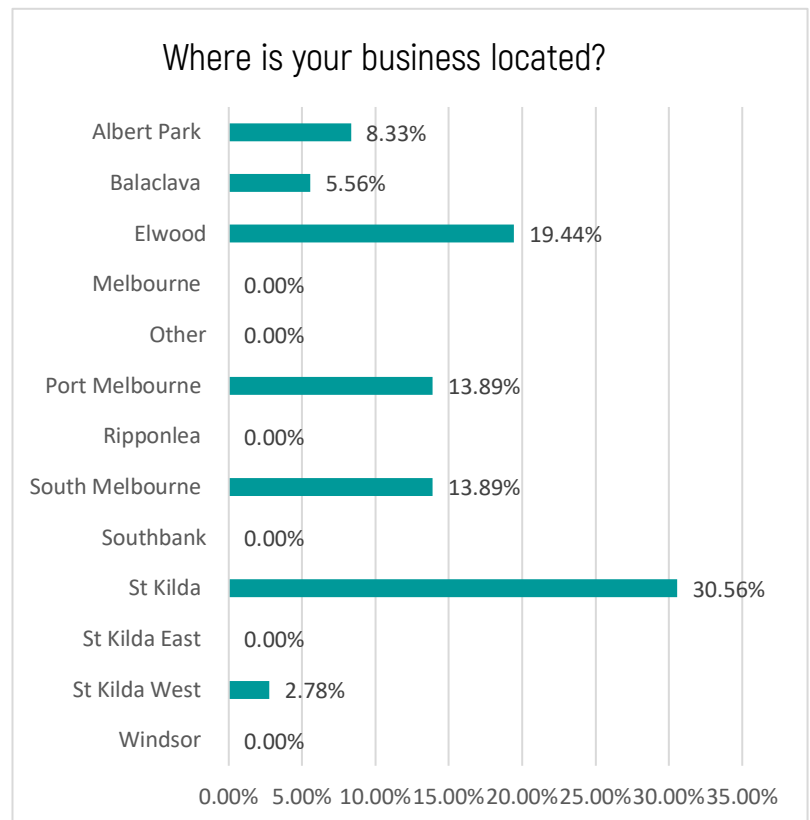 Where is your business located?
Albert Park 8.33%
Balaclava 5.56%
Elwood 19.44%
Melbourne 0.00%
Other 0.00%
Port Melbourne 13.89%
Ripponlea 0.00%
South Melbourne 13.89%
Southbank 0.00%
St Kilda 30.56%
St Kilda East 0.00%
St Kilda West 2.78%
Windsor 0.00%
0.00% 5.00% 10.00% 15.00% 20.00% 25.00% 30.00% 35.00%